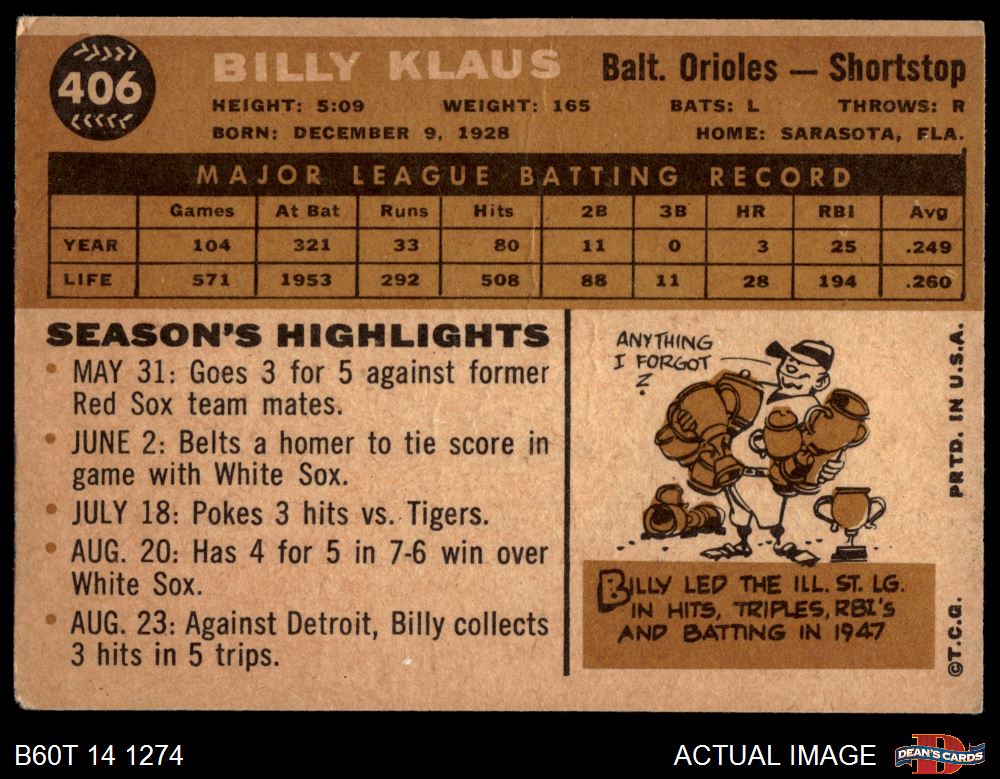 406
BILLY KLAUS
Balt. Orioles — Shortstop
HEIGHT: 5:09 WEIGHT: 165 BATS: L THROWS: R
BORN: DECEMBER 9, 1928 HOME: SARASOTA, FLA.
MAJOR LEAGUE BATTING RECORD
Games At Bat Runs Hits 2B 3B HR RBI Avg
YEAR 104 321 33 80 11 0 3 25 .249
LIFE 571 1953 292 508 88 11 28 194 .260
SEASON'S HIGHLIGHTS
• MAY 31: Goes 3 for 5 against former
Red Sox team mates.
• JUNE 2: Belts a homer to tie score in
game with White Sox.
• JULY 18: Pokes 3 hits vs. Tigers.
• AUG. 20: Has 4 for 5 in 7-6 win over
White Sox.
• AUG. 23: Against Detroit, Billy collects
3 hits in 5 trips.
ANYTHING
I FORGOT
?
BILLY LED THE ILL. ST. LG.
IN HITS, TRIPLES, RBI'S
AND BATTING IN 1947
©T.C.G. PRTD. IN U.S.A.
B60T 14 1274
ACTUAL IMAGE
DEAN'S CARDS